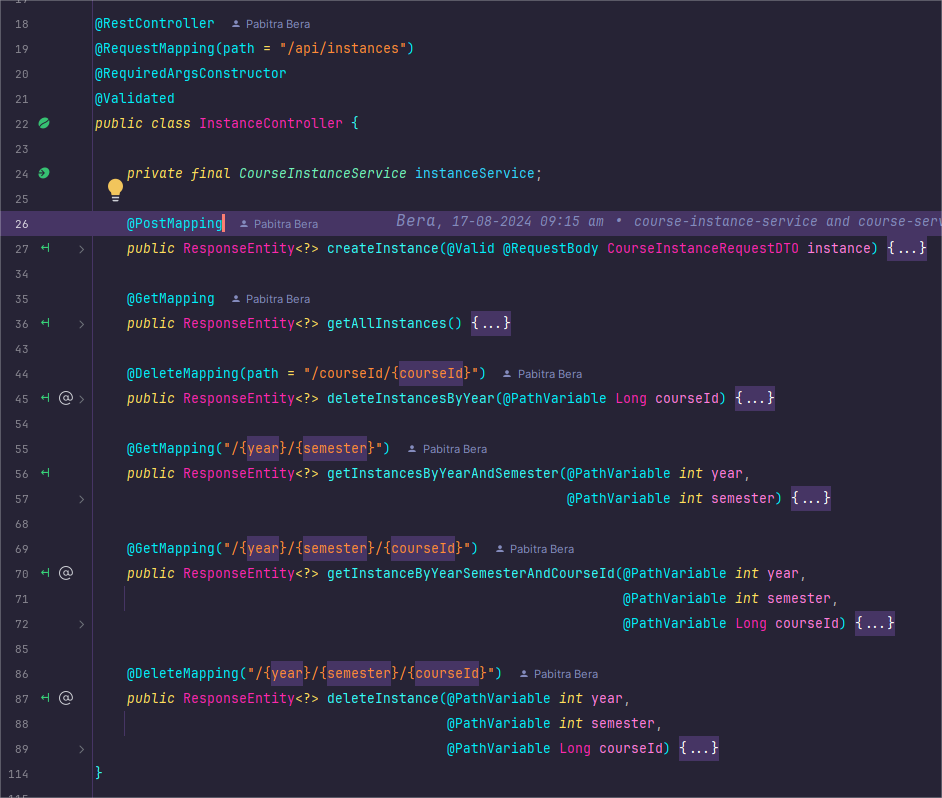 18 @RestController Pabitra Bera
19 @RequestMapping(path = "/api/instances")
20 @RequiredArgsConstructor
21 @Validated
22 public class InstanceController {
23
24 private final CourseInstanceService instanceService;
25
26 @PostMapping Pabitra Bera Bera, 17-08-2024 09:15 am • course-instance-service and course-serv
27 public ResponseEntity<?> createInstance(@Valid @RequestBody CourseInstanceRequestDTO instance) {...}
34
35 @GetMapping Pabitra Bera
36 public ResponseEntity<?> getAllInstances() {...}
43
44 @DeleteMapping(path = "/courseId/{courseId}") Pabitra Bera
45 @ public ResponseEntity<?> deleteInstancesByYear(@PathVariable Long courseId) {...}
54
55 @GetMapping("/{year}/{semester}") Pabitra Bera
56 public ResponseEntity<?> getInstancesByYearAndSemester(@PathVariable int year,
57 @PathVariable int semester) {...}
68
69 @GetMapping("/{year}/{semester}/{courseId}") Pabitra Bera
70 @ public ResponseEntity<?> getInstanceByYearSemesterAndCourseId(@PathVariable int year,
71 @PathVariable int semester,
72 @PathVariable Long courseId) {...}
85
86 @DeleteMapping("/{year}/{semester}/{courseId}") Pabitra Bera
87 @ public ResponseEntity<?> deleteInstance(@PathVariable int year,
88 @PathVariable int semester,
89 @PathVariable Long courseId) {...}
114 }